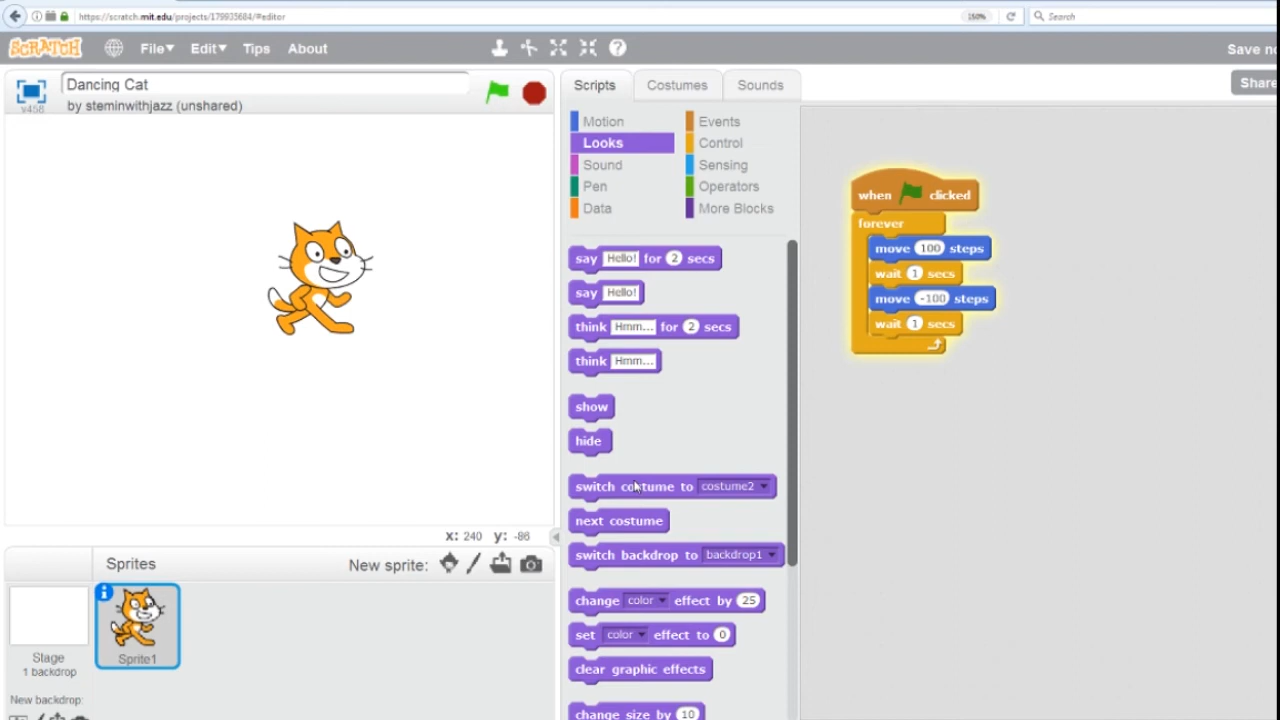 https://scratch.mit.edu/projects/179935684/#editor
150%
Search
SCRATCH
File
Edit
Tips
About
Save no
v458
Dancing Cat
by steminwithjazz (unshared)
Scripts
Costumes
Sounds
Share
Motion
Events
Looks
Control
Sound
Sensing
Pen
Operators
Data
More Blocks
say Hello! for 2 secs
say Hello!
think Hmm... for 2 secs
think Hmm...
show
hide
switch costume to costume2
next costume
switch backdrop to backdrop1
change color effect by 25
set color effect to 0
clear graphic effects
change size by 10
when clicked
forever
move 100 steps
wait 1 secs
move -100 steps
wait 1 secs
x: 240 y: -86
Sprites
New sprite:
Stage
1 backdrop
Sprite1
New backdrop: